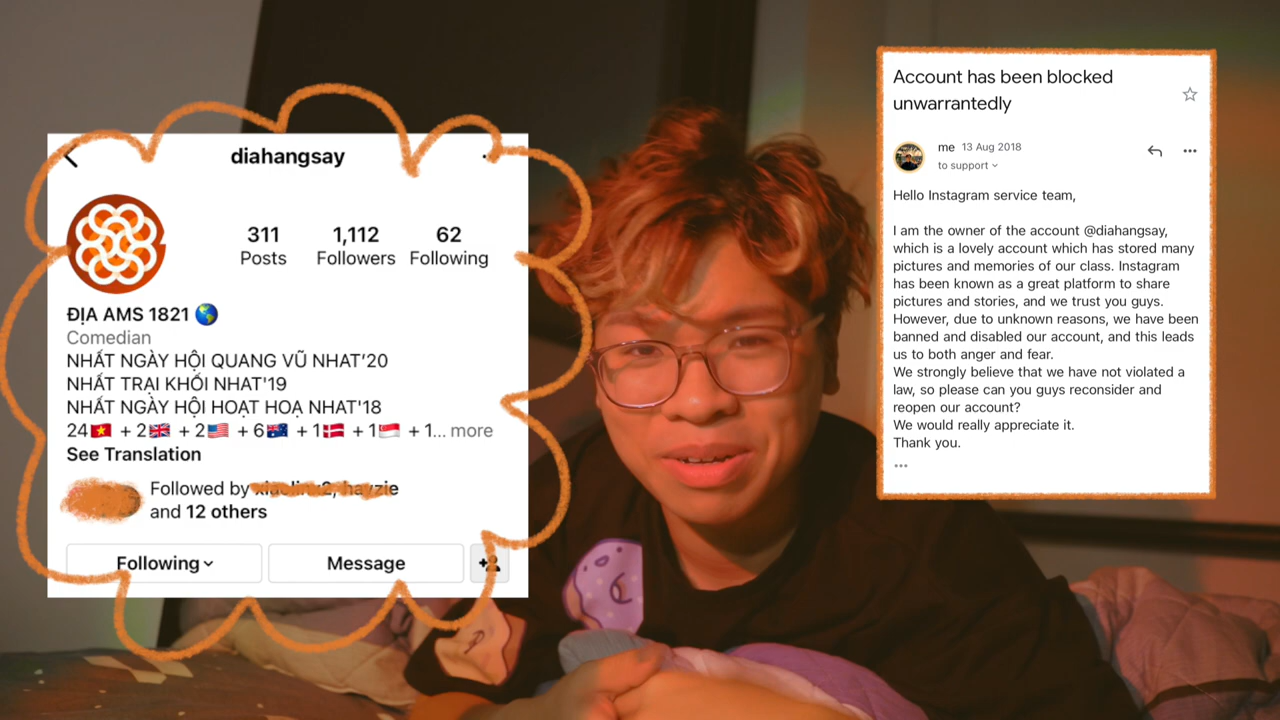 diahangsay
311
1,112
62
Posts
Followers
Following
ĐỊA AMS 1821 🌎
Comedian
NHẤT NGÀY HỘI QUANG VŨ NHAT'20
NHẤT TRẠI KHỐI NHAT'19
NHẤT NGÀY HỘI HOẠT HOẠ NHAT'18
24🇻🇳 + 2🇬🇧 + 2🇺🇸 + 6🇦🇺 + 1🇩🇰 + 1🇸🇬 + 1... more
See Translation
Followed by
and 12 others
Following
Message
Account has been blocked
unwarrantedly
me 13 Aug 2018
to support
Hello Instagram service team,
I am the owner of the account @diahangsay,
which is a lovely account which has stored many
pictures and memories of our class. Instagram
has been known as a great platform to share
pictures and stories, and we trust you guys.
However, due to unknown reasons, we have been
banned and disabled our account, and this leads
us to both anger and fear.
We strongly believe that we have not violated a
law, so please can you guys reconsider and
reopen our account?
We would really appreciate it.
Thank you.